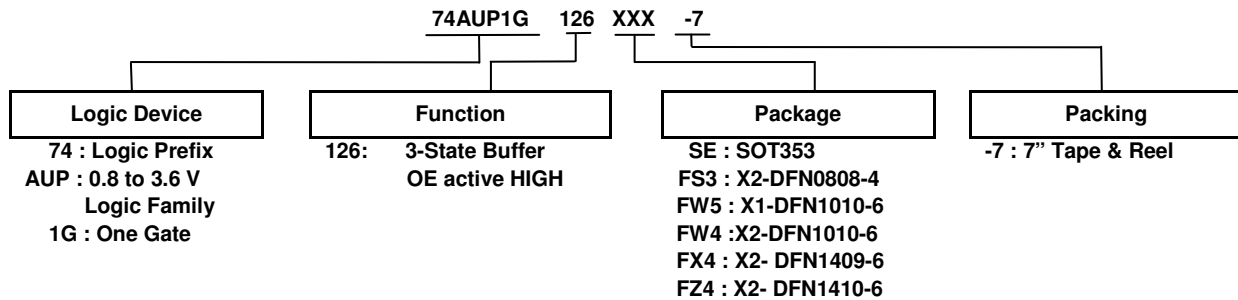 74AUP1G 126 XXX -7
Logic Device
74 : Logic Prefix
AUP : 0.8 to 3.6 V
Logic Family
1G : One Gate
Function
126: 3-State Buffer
OE active HIGH
Package
SE : SOT353
FS3 : X2-DFN0808-4
FW5 : X1-DFN1010-6
FW4 :X2-DFN1010-6
FX4 : X2- DFN1409-6
FZ4 : X2- DFN1410-6
Packing
-7 : 7” Tape & Reel